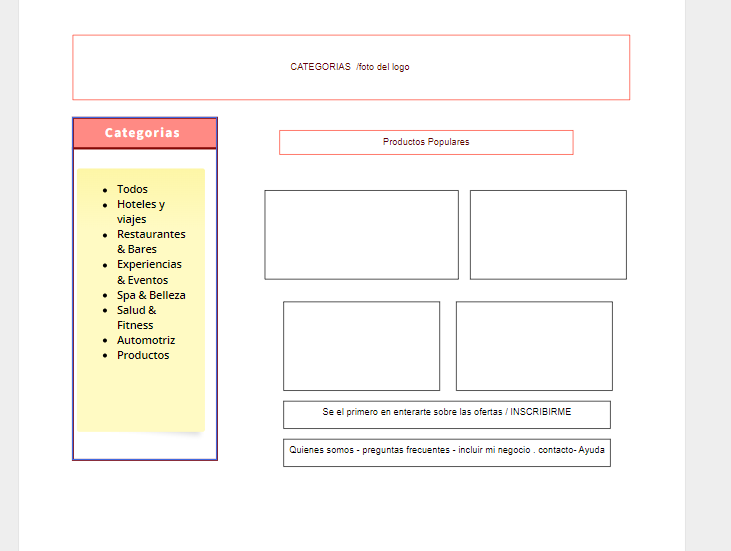 CATEGORIAS /foto del logo
Categorias
Todos
Hoteles y
viajes
Restaurantes
& Bares
Experiencias
& Eventos
Spa & Belleza
Salud &
Fitness
Automotriz
Productos
Productos Populares
Se el primero en enterarte sobre las ofertas / INSCRIBIRME
Quienes somos - preguntas frecuentes - incluir mi negocio . contacto- Ayuda